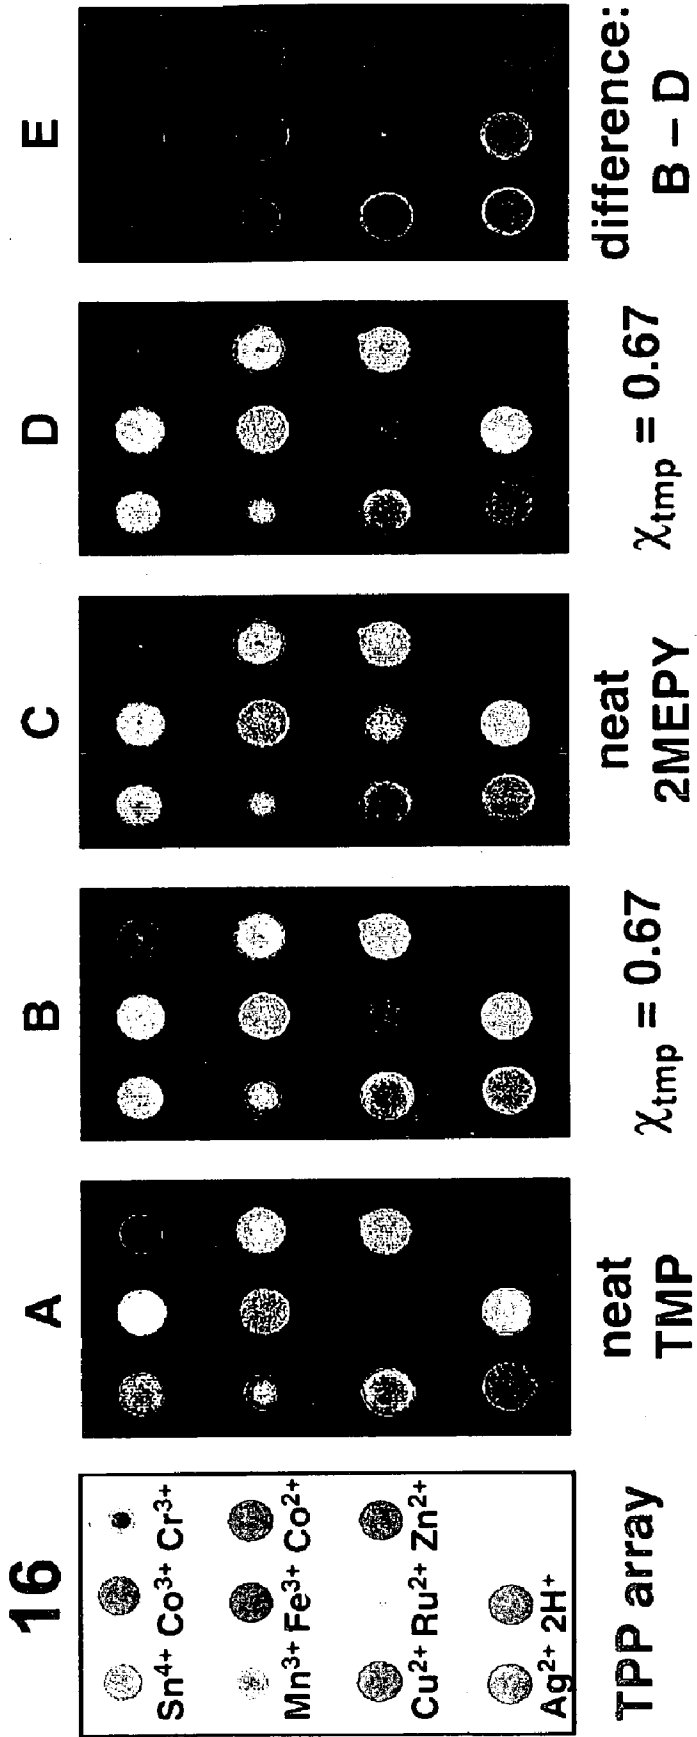 16
Sn4+ Co3+ Cr3+
Mn3+ Fe3+ Co2+
Cu2+ Ru2+ Zn2+
Ag2+ 2H+
TPP array
A
neat
TMP
B
χtmp = 0.67
C
neat
2MEPY
D
χtmp = 0.67
E
difference:
B – D